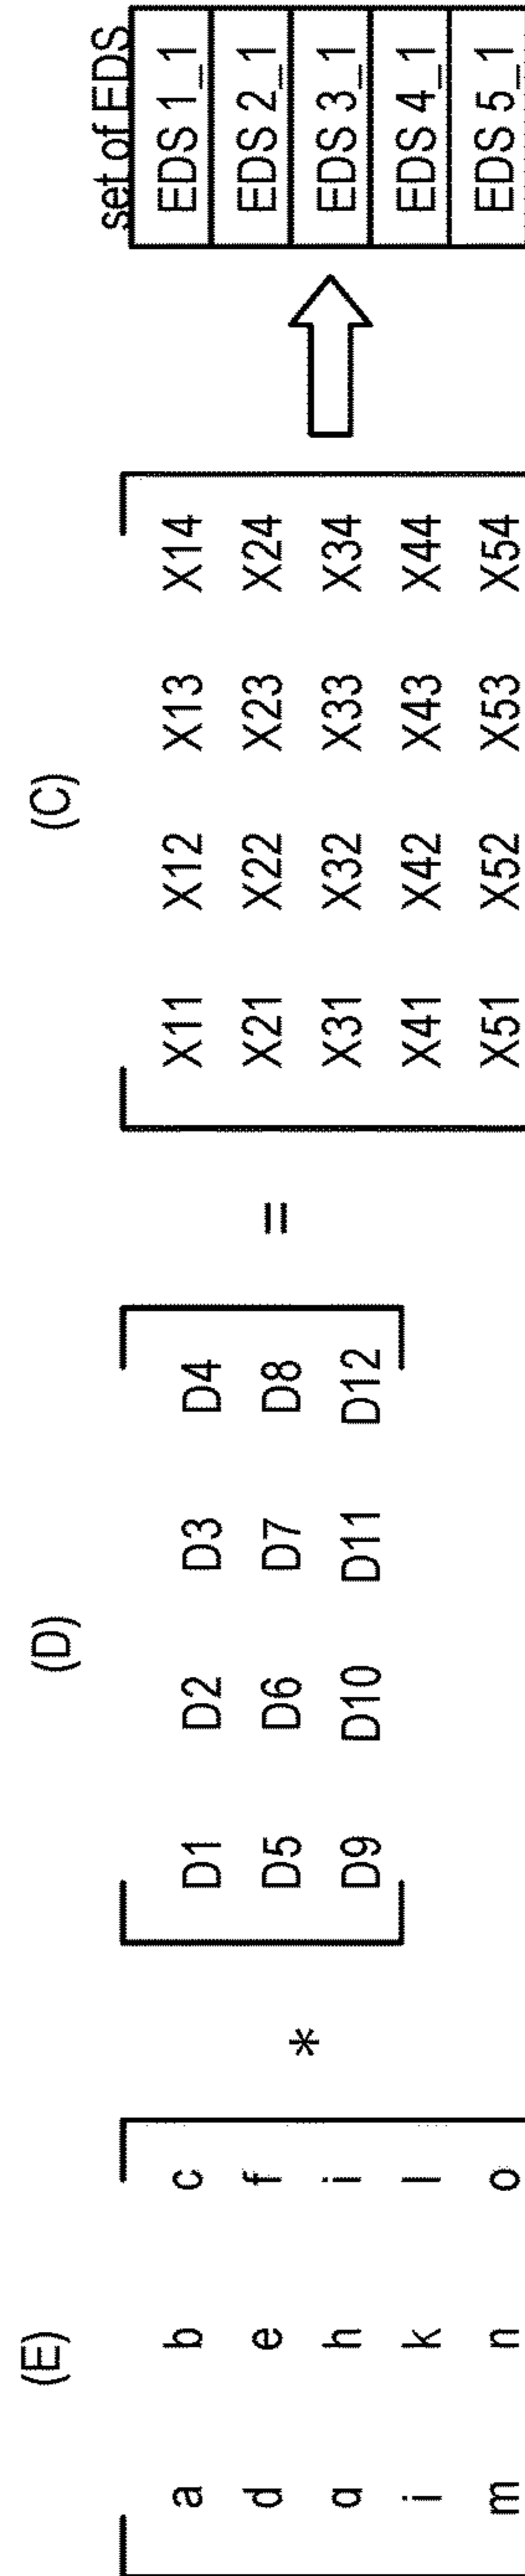 (E) (D) (C) set of EDS
a b c D1 D2 D3 D4 X11 X12 X13 X14 EDS 1_1
d e f D5 D6 D7 D8 X21 X22 X23 X24 EDS 2_1
g h i * D9 D10 D11 D12 = X31 X32 X33 X34 EDS 3_1
j k l X41 X42 X43 X44 EDS 4_1
m n o X51 X52 X53 X54 EDS 5_1